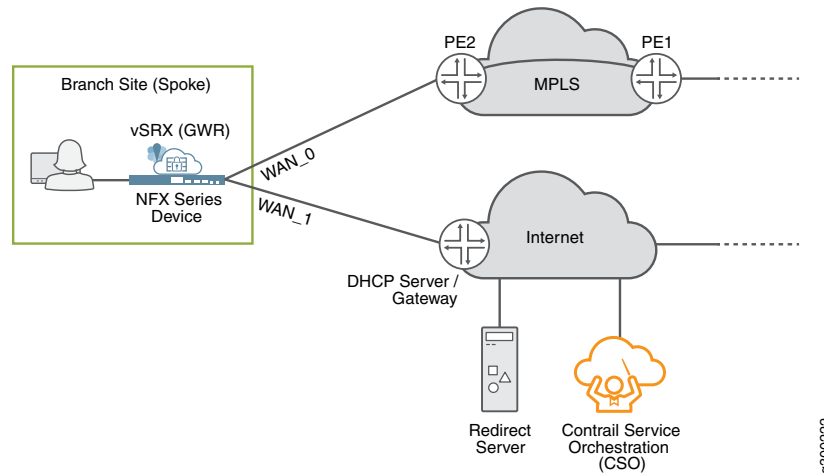 PE2
PE1
Branch Site (Spoke)
MPLS
vSRX (GWR)
WAN_0
NFX Series
Device
WAN_1
Internet
DHCP Server /
Gateway
Redirect
Server
Contrail Service
Orchestration
(CSO)